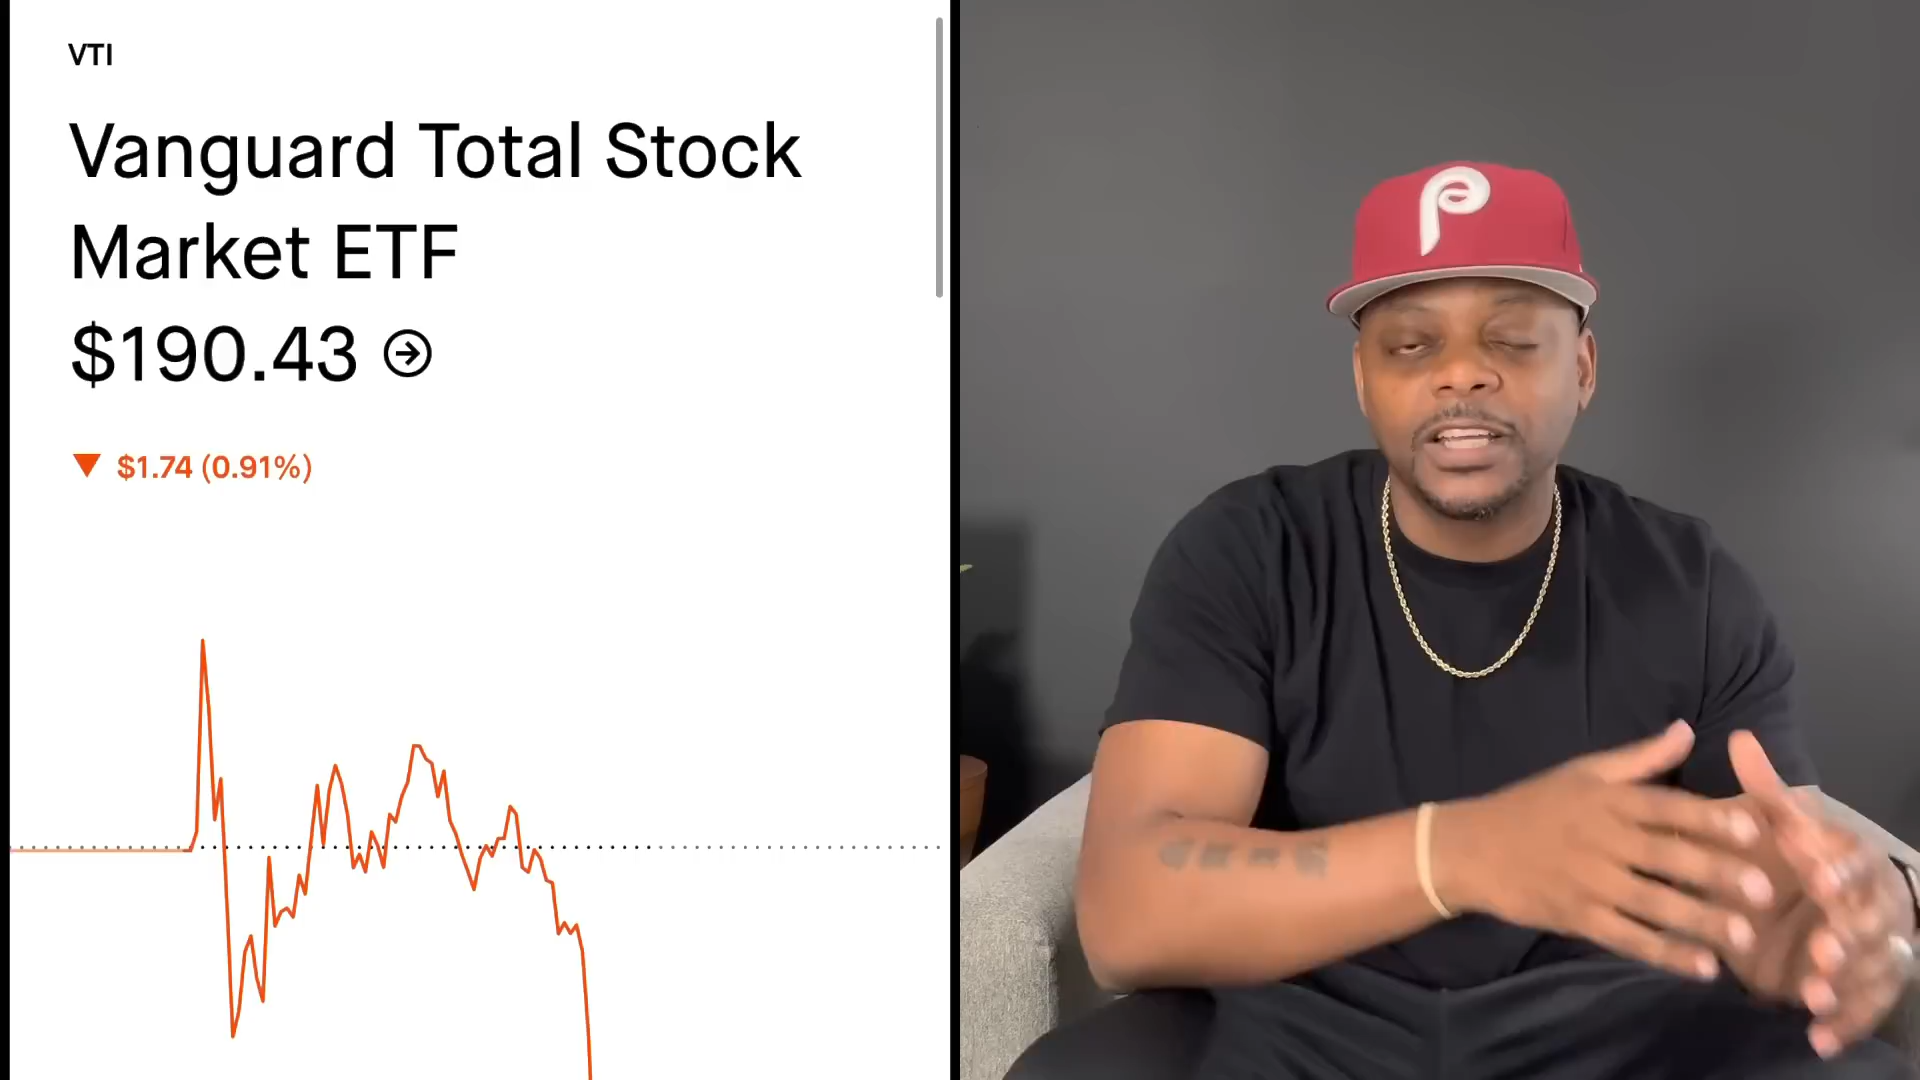 VTI
Vanguard Total Stock
Market ETF
$190.43
$1.74 (0.91%)
P